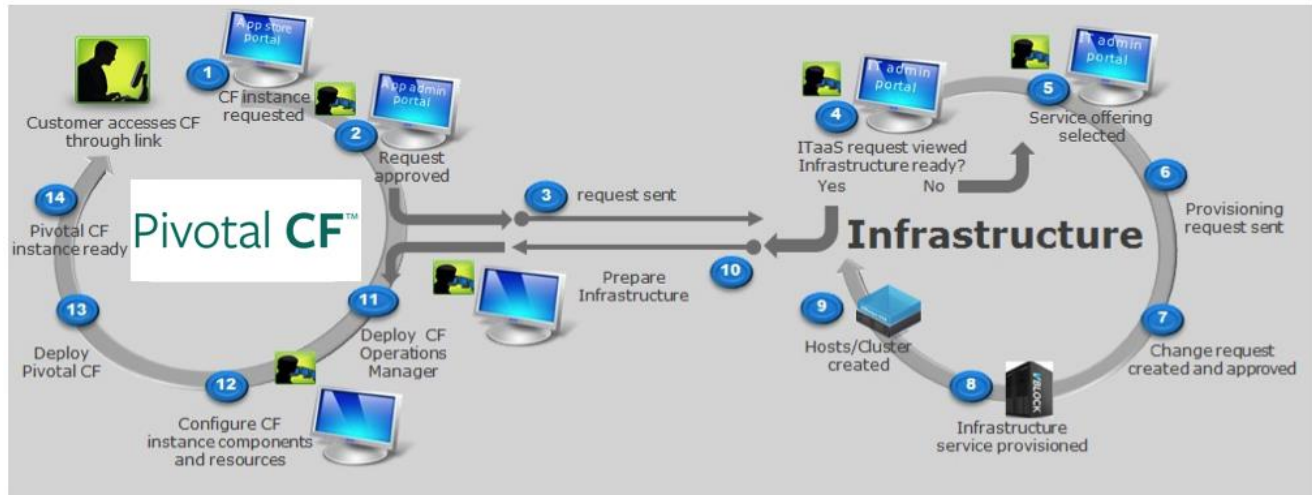 App store
portal
1
CF instance
requested
App admin
portal
2
Request
approved
3
request sent
IT admin
portal
4
ITaaS request viewed
Infrastructure ready?
Yes
No
IT admin
portal
5
Service offering
selected
6
Provisioning
request sent
7
Change request
created and approved
VBLOCK
8
Infrastructure
service provisioned
9
Hosts/Cluster
created
Infrastructure
10
Prepare
Infrastructure
11
Deploy CF
Operations
Manager
12
Configure CF
instance components
and resources
13
Deploy
Pivotal CF
14
Pivotal CF
instance ready
Customer accesses CF
through link
Pivotal CF™